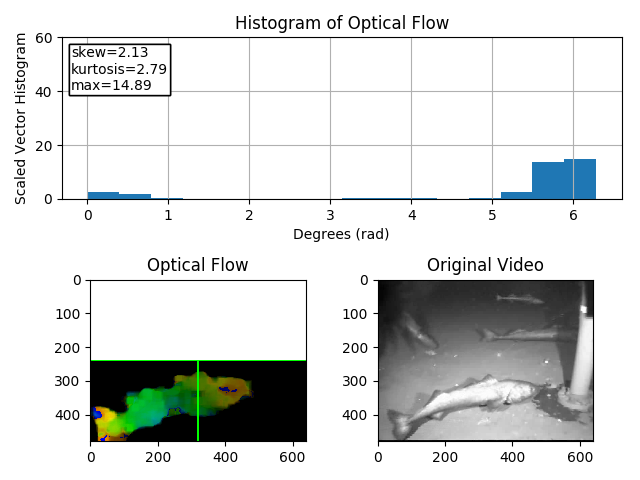 Histogram of Optical Flow
Scaled Vector Histogram
60
40
20
0
skew=2.13
kurtosis=2.79
max=14.89
0 1 2 3 4 5 6
Degrees (rad)
Optical Flow
0
100
200
300
400
0 200 400 600
Original Video
0
100
200
300
400
0 200 400 600